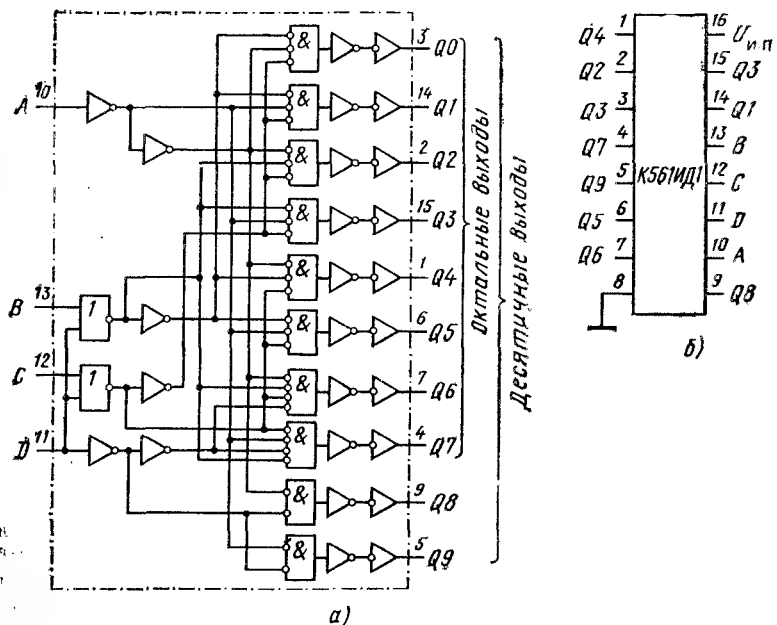 A 10
B 13
C 12
D 11
1
1
& 3 Q0
& 14 Q1
& 2 Q2
& 15 Q3
& 1 Q4
& 6 Q5
& 7 Q6
& 4 Q7
& 9 Q8
& 5 Q9
Октальные выходы
Десятичные выходы
а)
Q4 1
Q2 2
Q3 3
Q7 4
Q9 5
Q5 6
Q6 7
8
К561ИД1
16 Uи.п
15 Q3
14 Q1
13 B
12 C
11 D
10 A
9 Q8
б)